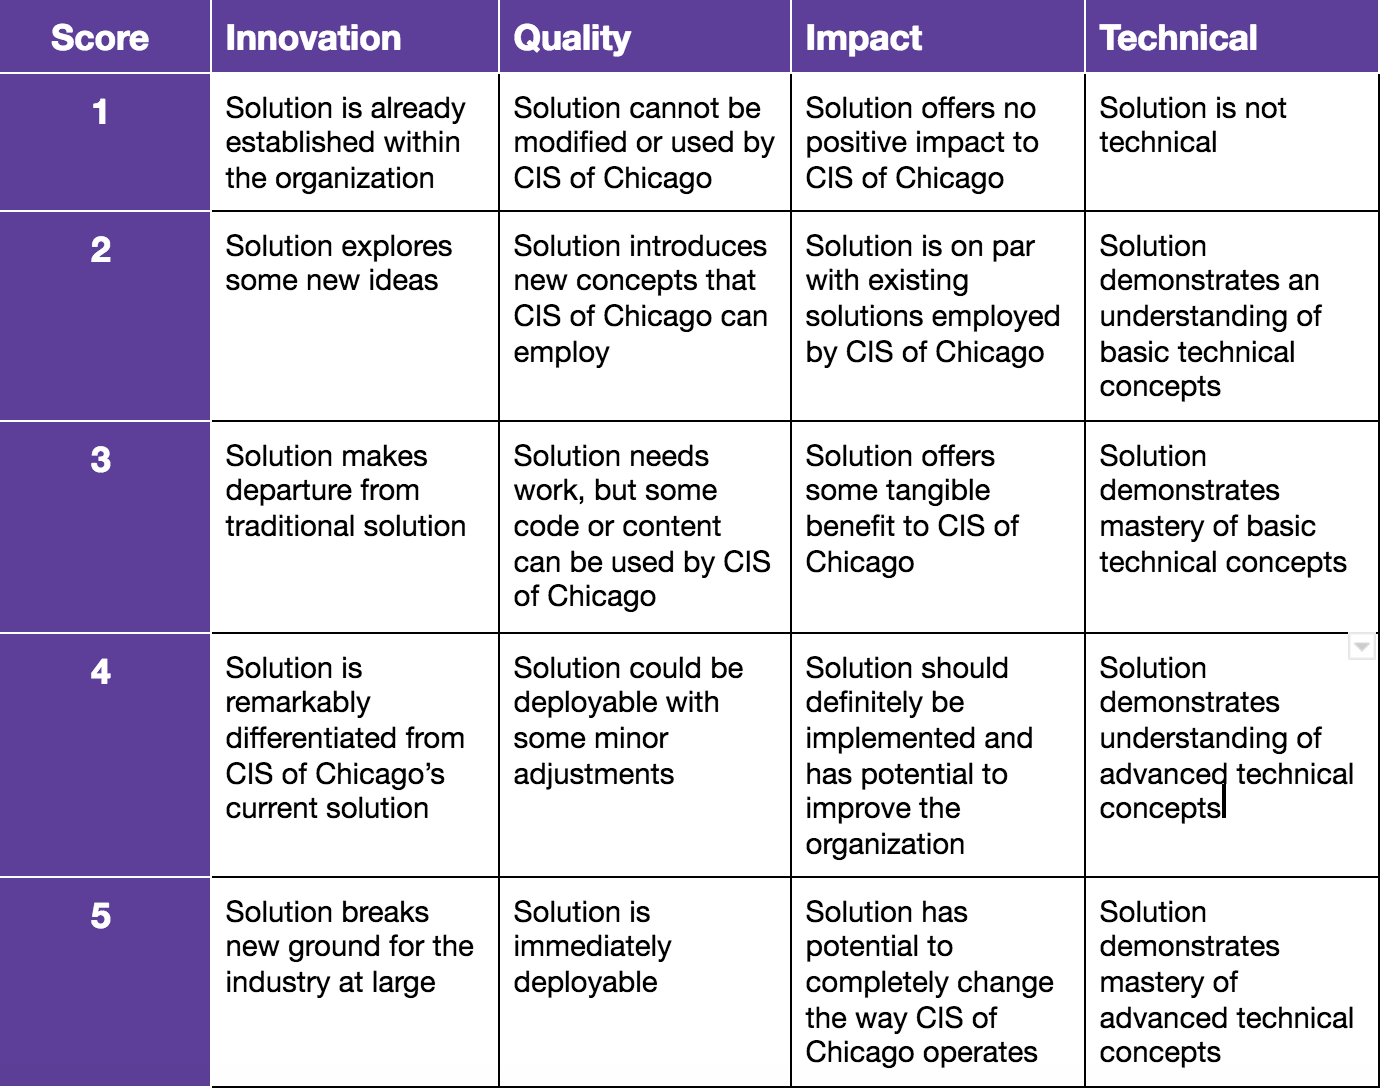 Score
Innovation
Quality
Impact
Technical
1
Solution is already
established within
the organization
Solution cannot be
modified or used by
CIS of Chicago
Solution offers no
positive impact to
CIS of Chicago
Solution is not
technical
2
Solution explores
some new ideas
Solution introduces
new concepts that
CIS of Chicago can
employ
Solution is on par
with existing
solutions employed
by CIS of Chicago
Solution
demonstrates an
understanding of
basic technical
concepts
3
Solution makes
departure from
traditional solution
Solution needs
work, but some
code or content
can be used by CIS
of Chicago
Solution offers
some tangible
benefit to CIS of
Chicago
Solution
demonstrates
mastery of basic
technical concepts
4
Solution is
remarkably
differentiated from
CIS of Chicago’s
current solution
Solution could be
deployable with
some minor
adjustments
Solution should
definitely be
implemented and
has potential to
improve the
organization
Solution
demonstrates
understanding of
advanced technical
concepts
5
Solution breaks
new ground for the
industry at large
Solution is
immediately
deployable
Solution has
potential to
completely change
the way CIS of
Chicago operates
Solution
demonstrates
mastery of
advanced technical
concepts